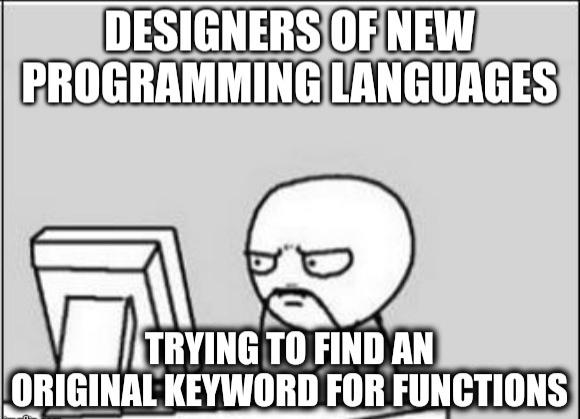 DESIGNERS OF NEW
PROGRAMMING LANGUAGES
TRYING TO FIND AN
ORIGINAL KEYWORD FOR FUNCTIONS